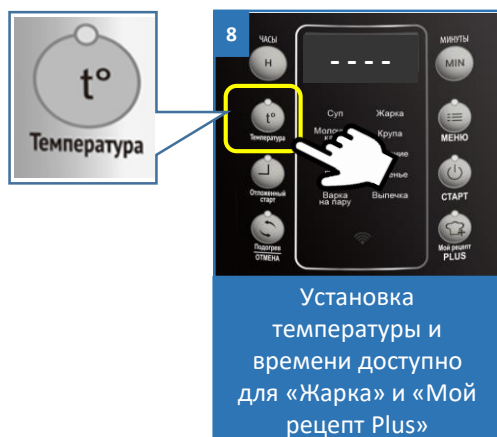 t°
Температура
8
ЧАСЫ
H
- - - -
МИНУТЫ
MIN
t°
Температура
Суп
Жарка
Крупа
МЕНЮ
Отложенный
старт
Варка
на пару
Выпечка
СТАРТ
Подогрев
ОТМЕНА
Мой рецепт
PLUS
Установка
температуры и
времени доступно
для «Жарка» и «Мой
рецепт Plus»